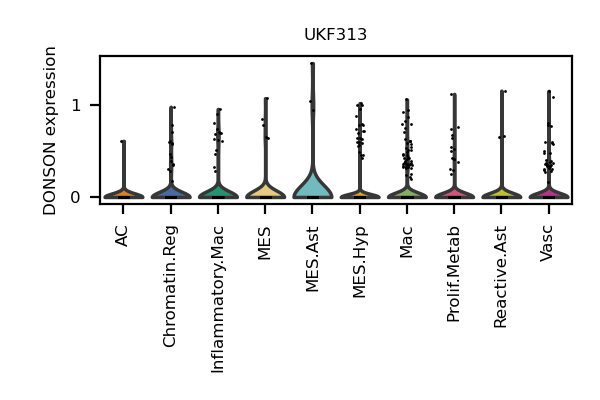 UKF313
DONSON expression
1
0
AC
Chromatin.Reg
Inflammatory.Mac
MES
MES.Ast
MES.Hyp
Mac
Prolif.Metab
Reactive.Ast
Vasc